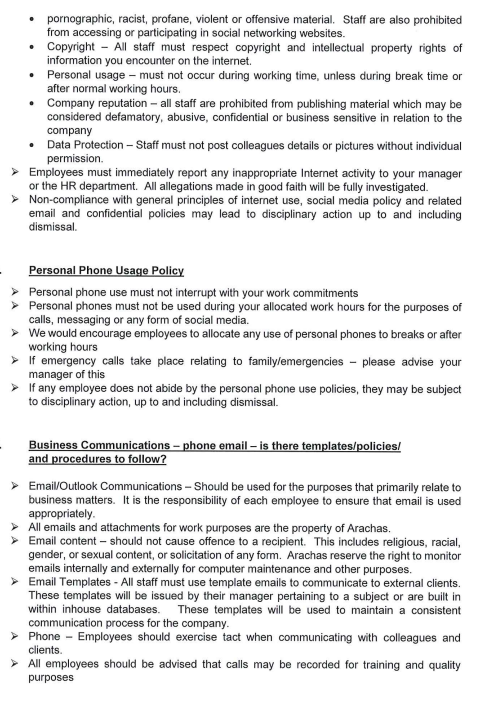 • pornographic, racist, profane, violent or offensive material. Staff are also prohibited
from accessing or participating in social networking websites.
• Copyright – All staff must respect copyright and intellectual property rights of
information you encounter on the internet.
• Personal usage – must not occur during working time, unless during break time or
after normal working hours.
• Company reputation – all staff are prohibited from publishing material which may be
considered defamatory, abusive, confidential or business sensitive in relation to the
company
• Data Protection – Staff must not post colleagues details or pictures without individual
permission.
➢ Employees must immediately report any inappropriate Internet activity to your manager
or the HR department. All allegations made in good faith will be fully investigated.
➢ Non-compliance with general principles of internet use, social media policy and related
email and confidential policies may lead to disciplinary action up to and including
dismissal.
. Personal Phone Usage Policy
➢ Personal phone use must not interrupt with your work commitments
➢ Personal phones must not be used during your allocated work hours for the purposes of
calls, messaging or any form of social media.
➢ We would encourage employees to allocate any use of personal phones to breaks or after
working hours
➢ If emergency calls take place relating to family/emergencies – please advise your
manager of this
➢ If any employee does not abide by the personal phone use policies, they may be subject
to disciplinary action, up to and including dismissal.
. Business Communications – phone email – is there templates/policies/
and procedures to follow?
➢ Email/Outlook Communications – Should be used for the purposes that primarily relate to
business matters. It is the responsibility of each employee to ensure that email is used
appropriately.
➢ All emails and attachments for work purposes are the property of Arachas.
➢ Email content – should not cause offence to a recipient. This includes religious, racial,
gender, or sexual content, or solicitation of any form. Arachas reserve the right to monitor
emails internally and externally for computer maintenance and other purposes.
➢ Email Templates - All staff must use template emails to communicate to external clients.
These templates will be issued by their manager pertaining to a subject or are built in
within inhouse databases. These templates will be used to maintain a consistent
communication process for the company.
➢ Phone – Employees should exercise tact when communicating with colleagues and
clients.
➢ All employees should be advised that calls may be recorded for training and quality
purposes